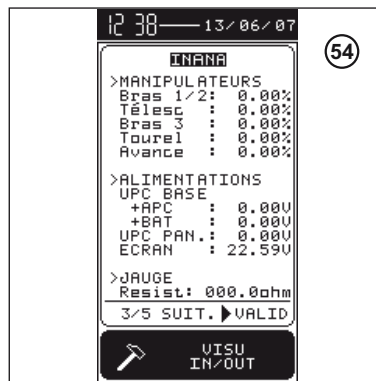 12 38 13/06/07
54
INANA
>MANIPULATEURS
Bras 1/2: 0.00%
Télesc : 0.00%
Bras 3 : 0.00%
Tourel : 0.00%
Avance : 0.00%
>ALIMENTATIONS
UPC BASE
+APC : 0.00V
+BAT : 0.00V
UPC PAN.: 0.00V
ECRAN : 22.59V
>JAUGE
Resist: 000.0ohm
3/5 SUIT.▶VALID
VISU
IN/OUT